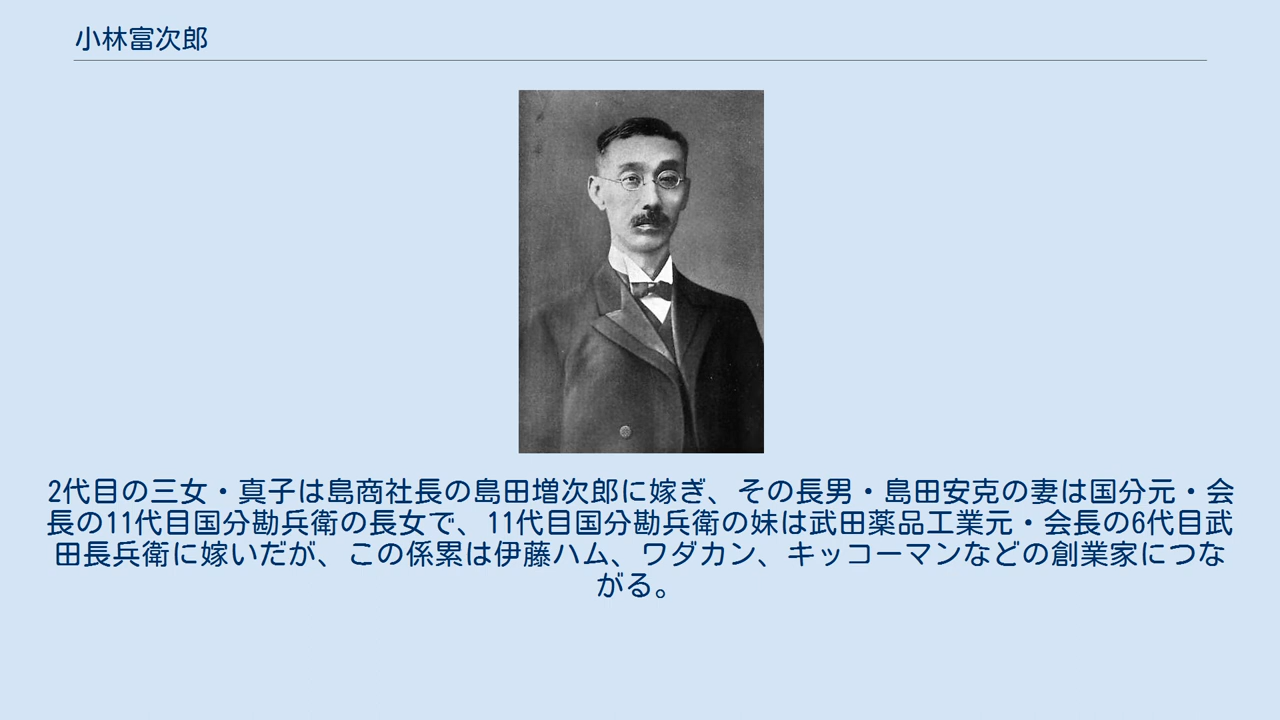 小林富次郎
2代目の三女・真子は島商社長の島田増次郎に嫁ぎ、その長男・島田安克の妻は国分元・会
長の11代目国分勘兵衛の長女で、11代目国分勘兵衛の妹は武田薬品工業元・会長の6代目武
田長兵衛に嫁いだが、この係累は伊藤ハム、ワダカン、キッコーマンなどの創業家につな
がる。